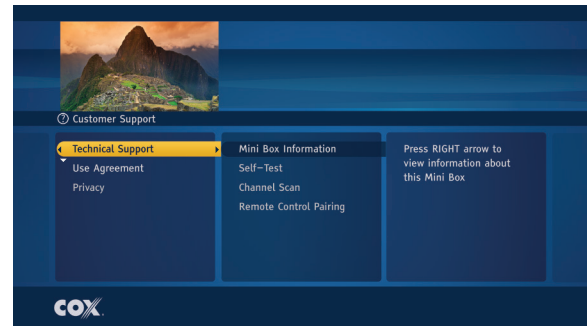 Customer Support
Technical Support
Use Agreement
Privacy
Mini Box Information
Self-Test
Channel Scan
Remote Control Pairing
Press RIGHT arrow to
view information about
this Mini Box
COX